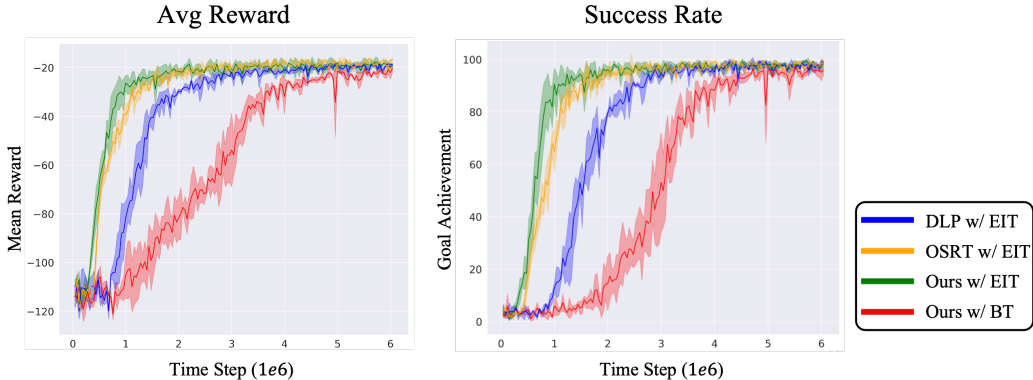 Avg Reward
Success Rate
Mean Reward
−20
−40
−60
−80
−100
−120
0 1 2 3 4 5 6
Time Step (1e6)
Goal Achievement
100
80
60
40
20
0
0 1 2 3 4 5 6
Time Step (1e6)
DLP w/ EIT
OSRT w/ EIT
Ours w/ EIT
Ours w/ BT